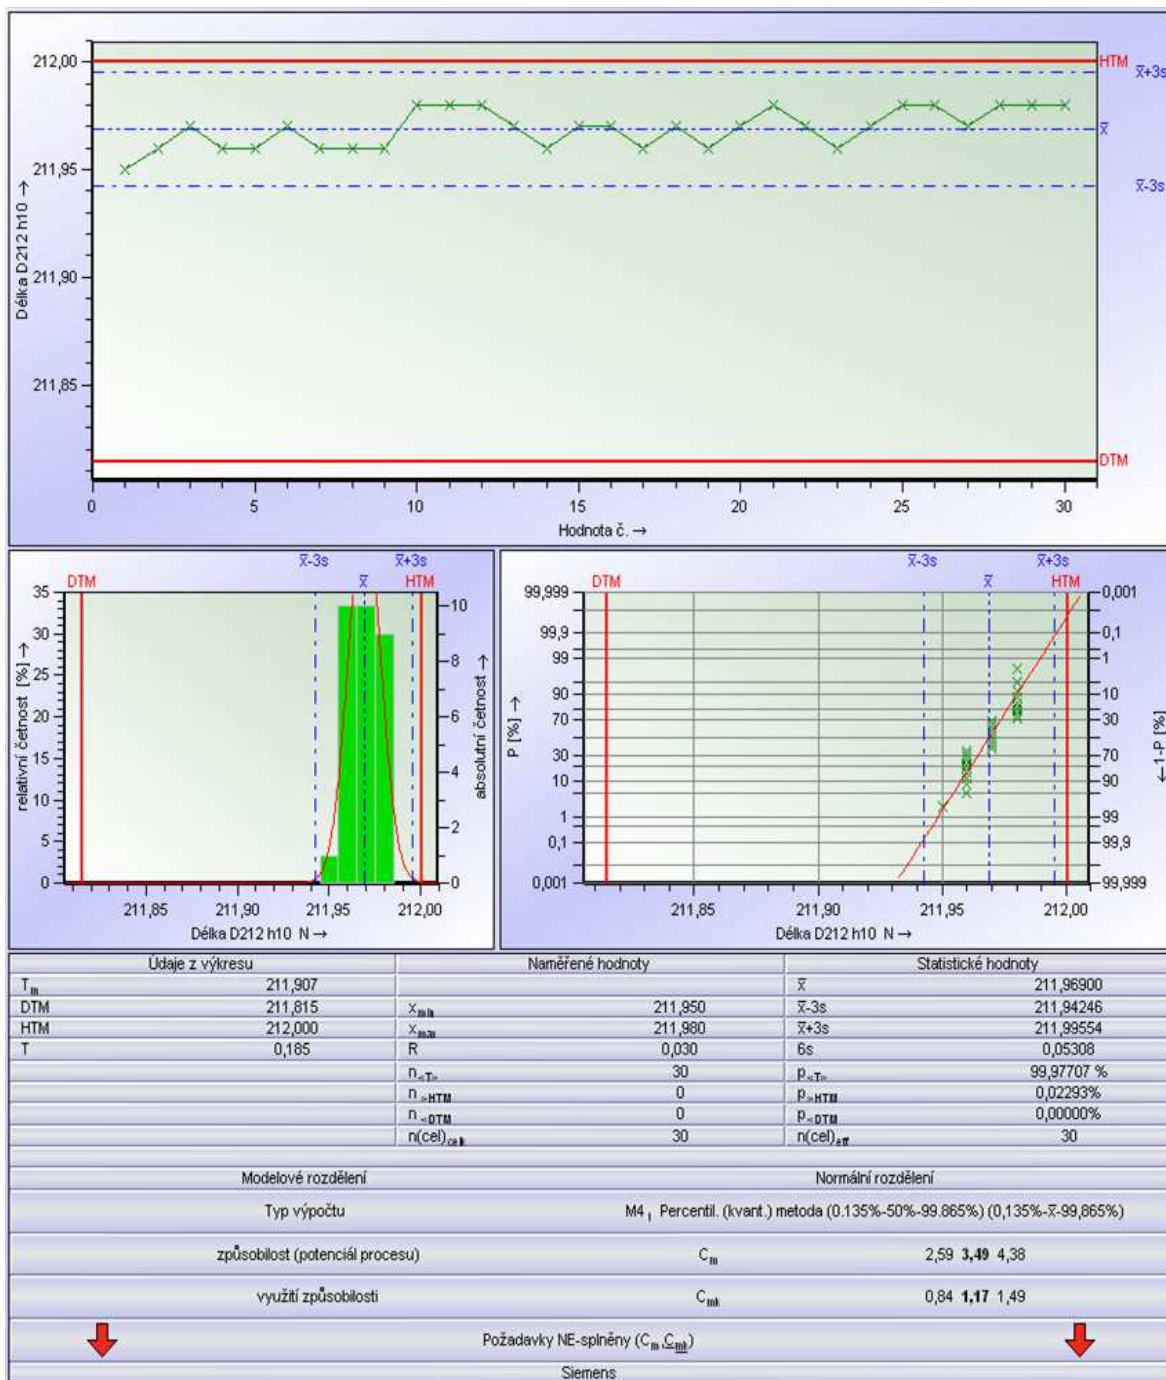 212,00
211,95
211,90
211,85
Délka D212 h10 →
HTM
x̄+3s
x̄
x̄-3s
DTM
0 5 10 15 20 25 30
Hodnota č. →
x̄-3s x̄ x̄+3s
DTM HTM
35
30
25
20
15
10
5
0
relativní četnost [%] →
10
8
6
4
2
0
absolutní četnost →
211,85 211,90 211,95 212,00
Délka D212 h10 N →
x̄-3s x̄ x̄+3s
DTM HTM
99,999
99,9
99
90
70
30
10
1
0,1
0,001
P [%] →
0,001
0,1
1
10
30
70
90
99
99,9
99,999
←1-P [%]
211,85 211,90 211,95 212,00
Délka D212 h10 N →
Údaje z výkresu Naměřené hodnoty Statistické hodnoty
Tm 211,907 x̄ 211,96900
DTM 211,815 xmin 211,950 x̄-3s 211,94246
HTM 212,000 xmax 211,980 x̄+3s 211,99554
T 0,185 R 0,030 6s 0,05308
n<T> 30 p<T> 99,97707 %
n>HTM 0 p>HTM 0,02293%
n<DTM 0 p<DTM 0,00000%
n(cel)celk 30 n(cel)eff 30
Modelové rozdělení Normální rozdělení
Typ výpočtu M4₁ Percentil. (kvant.) metoda (0.135%-50%-99.865%) (0,135%-x̄-99,865%)
způsobilost (potenciál procesu) Cm 2,59 3,49 4,38
využití způsobilosti Cmk 0,84 1,17 1,49
Požadavky NE-splněny (Cm,Cmk)
Siemens